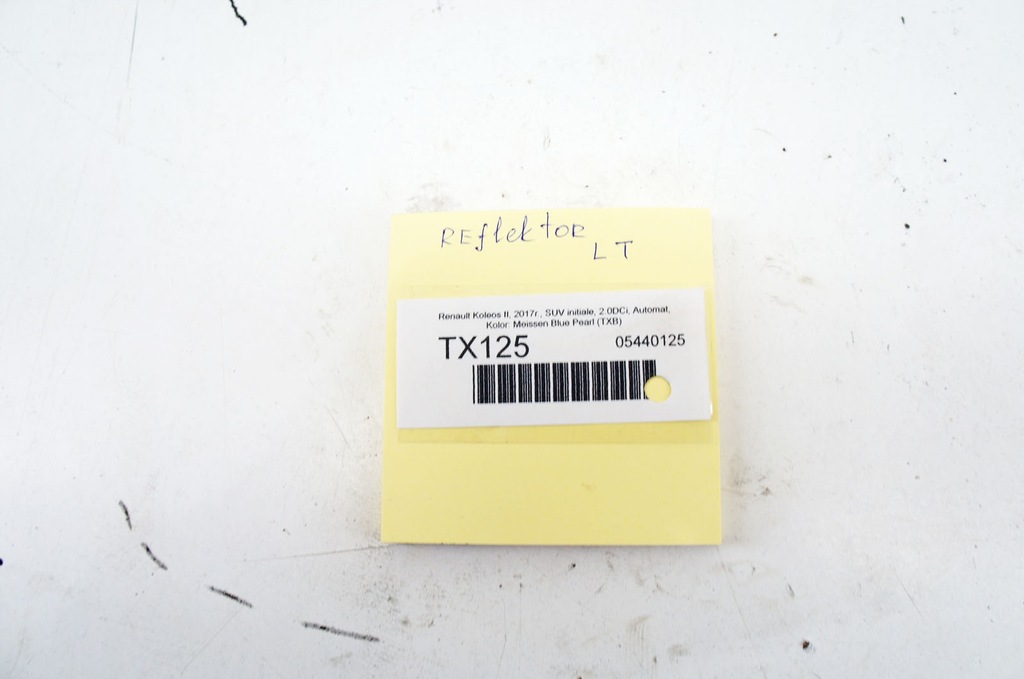 REflektor
LT
Renault Koleos II, 2017r., SUV initiale, 2.0DCi, Automat,
Kolor: Meissen Blue Pearl (TXB)
TX125 05440125